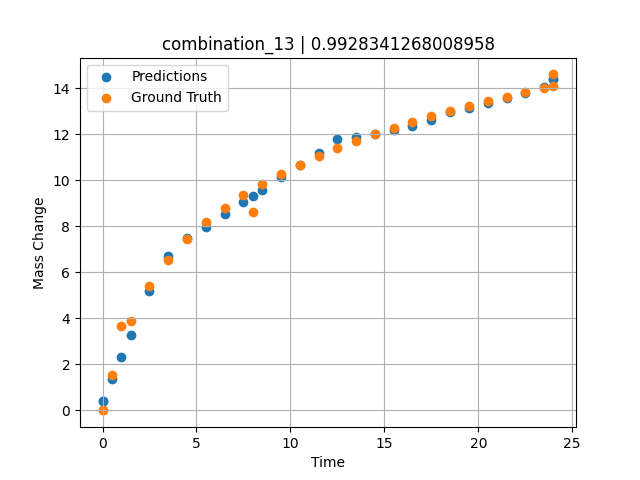 combination_13 | 0.9928341268008958
Predictions
Ground Truth
Mass Change
14
12
10
8
6
4
2
0
0 5 10 15 20 25
Time